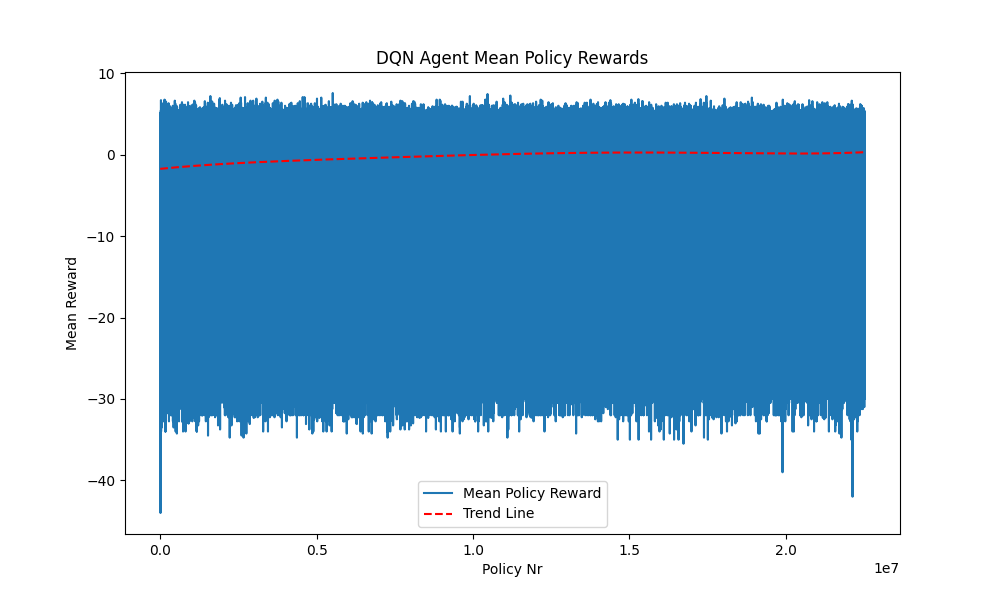 DQN Agent Mean Policy Rewards
10
0
−10
−20
−30
−40
Mean Reward
Mean Policy Reward
Trend Line
0.0 0.5 1.0 1.5 2.0
1e7
Policy Nr